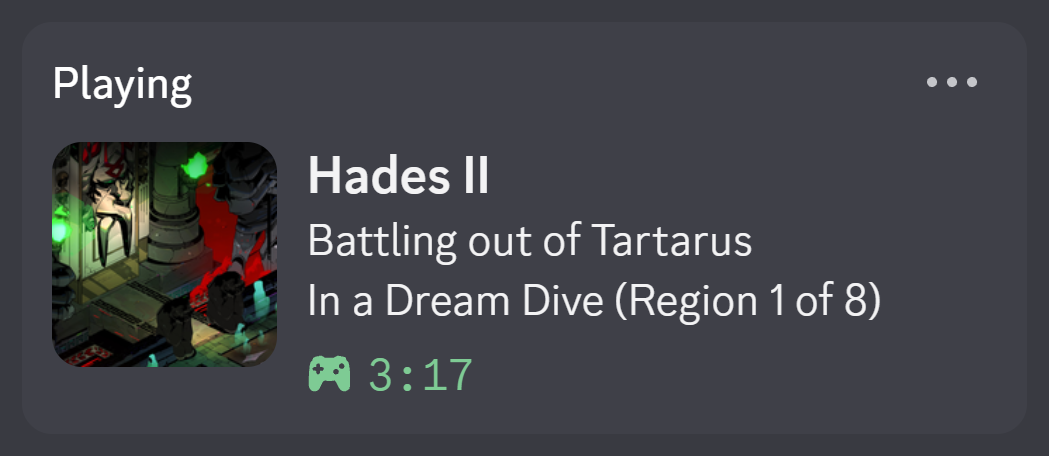 Playing
Hades II
Battling out of Tartarus
In a Dream Dive (Region 1 of 8)
3:17